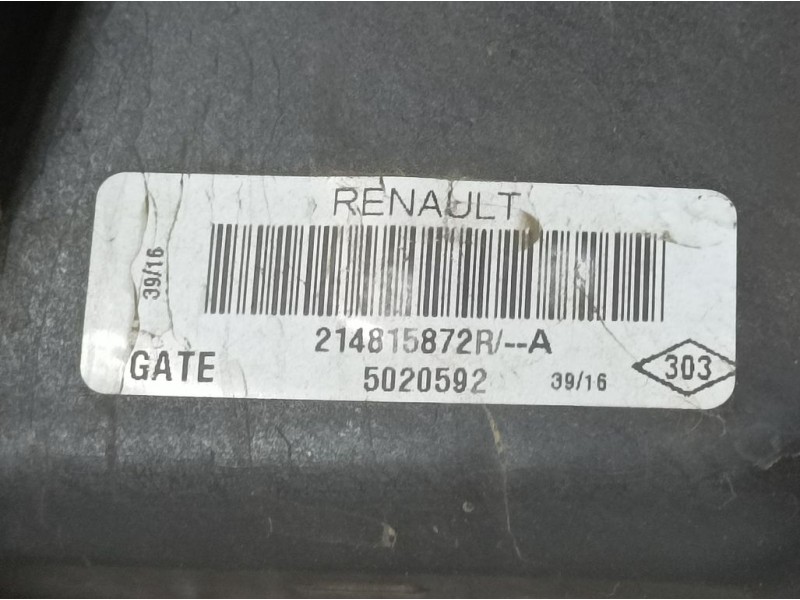 RENAULT
39/16
214815872R/--A
GATE 5020592 39/16 303